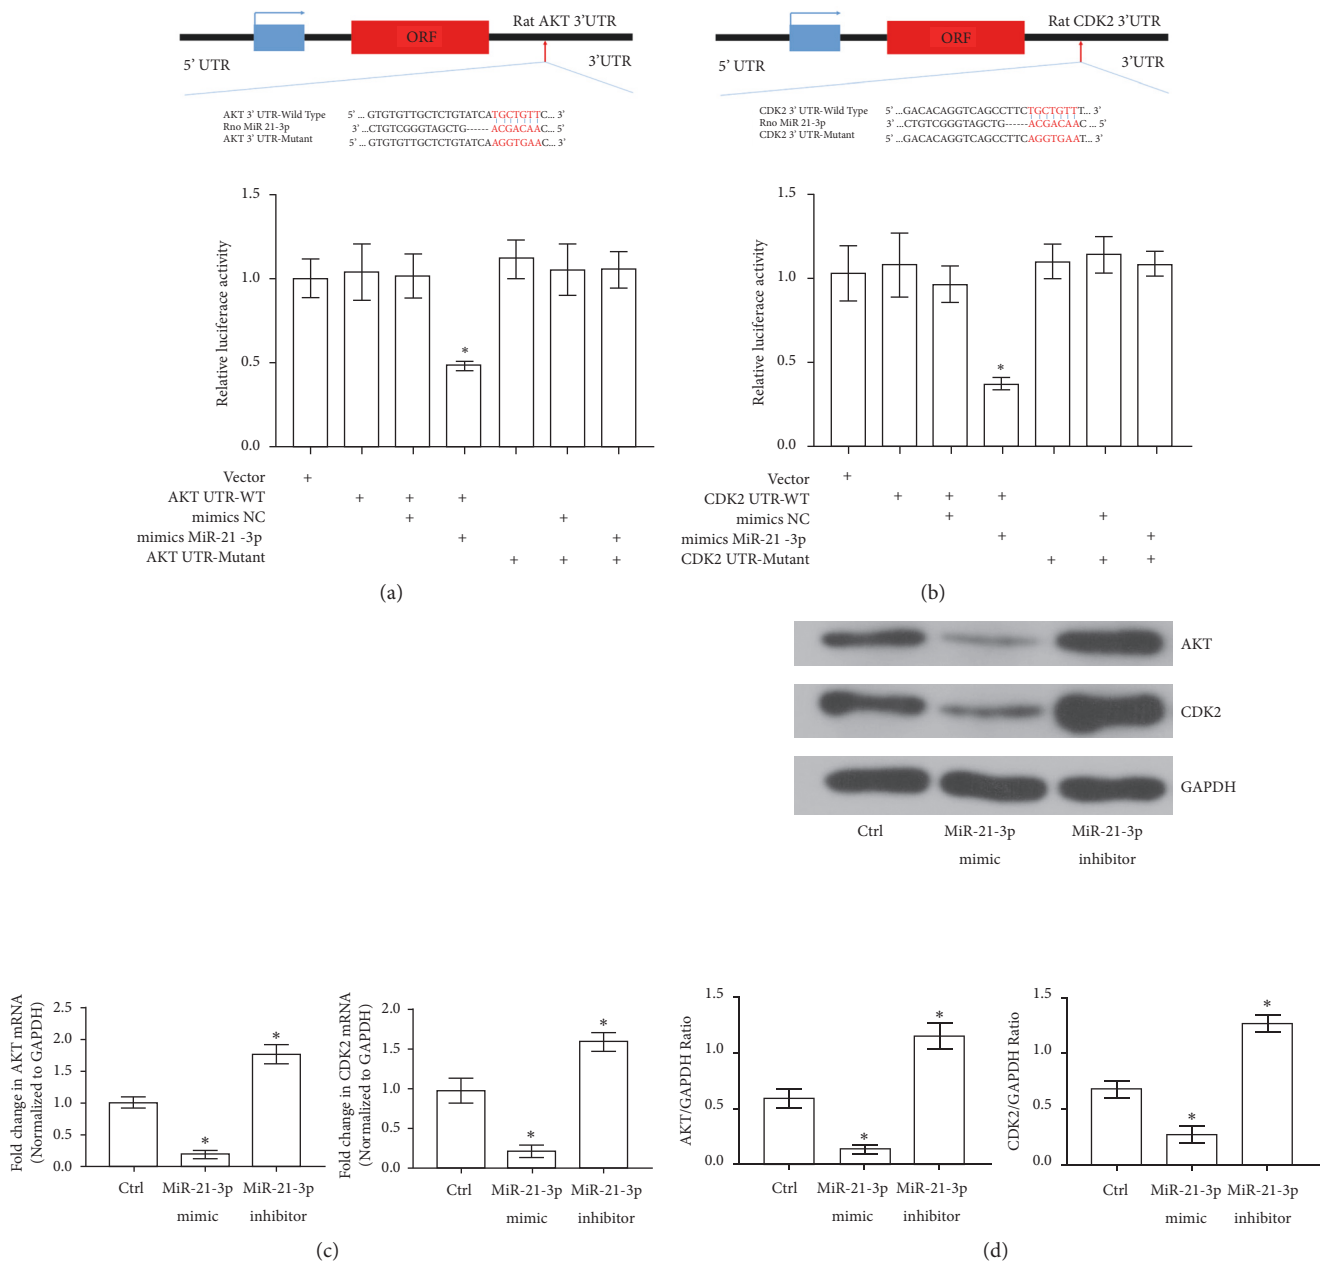 Rat AKT 3'UTR
ORF
5' UTR
3'UTR
AKT 3' UTR-Wild Type 5' ... GTGTGTTGCTCTGTATCATGCTGTTC... 3'
Rno MiR 21-3p 3' ...CTGTCGGGTAGCTG------ ACGACAAC... 5'
AKT 3' UTR-Mutant 5' ... GTGTGTTGCTCTGTATCAAGGTGAAC... 3'
1.5
1.0
0.5
0.0
Relative luciferace activity
*
Vector +
AKT UTR-WT + + +
mimics NC + +
mimics MiR-21 -3p + +
AKT UTR-Mutant + + +
(a)
Rat CDK2 3'UTR
ORF
5' UTR
3'UTR
CDK2 3' UTR-Wild Type 5' ...GACACAGGTCAGCCTTCTGCTGTTT... 3'
Rno MiR 21-3p 3' ...CTGTCGGGTAGCTG------ACGACAAC ... 5'
CDK2 3' UTR-Mutant 5' ...GACACAGGTCAGCCTTCAGGTGAAT... 3'
1.5
1.0
0.5
0.0
Relative luciferace activity
*
Vector +
CDK2 UTR-WT + + +
mimics NC + +
mimics MiR-21 -3p + +
CDK2 UTR-Mutant + + +
(b)
AKT
CDK2
GAPDH
Ctrl MiR-21-3p MiR-21-3p
mimic inhibitor
Fold change in AKT mRNA
(Normalized to GAPDH)
2.5
2.0
1.5
1.0
0.5
0.0
*
*
Ctrl MiR-21-3p MiR-21-3p
mimic inhibitor
Fold change in CDK2 mRNA
(Normalized to GAPDH)
2.0
1.5
1.0
0.5
0.0
*
*
Ctrl MiR-21-3p MiR-21-3p
mimic inhibitor
(c)
AKT/GAPDH Ratio
1.5
1.0
0.5
0.0
*
*
Ctrl MiR-21-3p MiR-21-3p
mimic inhibitor
CDK2/GAPDH Ratio
1.5
1.0
0.5
0.0
*
*
Ctrl MiR-21-3p MiR-21-3p
mimic inhibitor
(d)